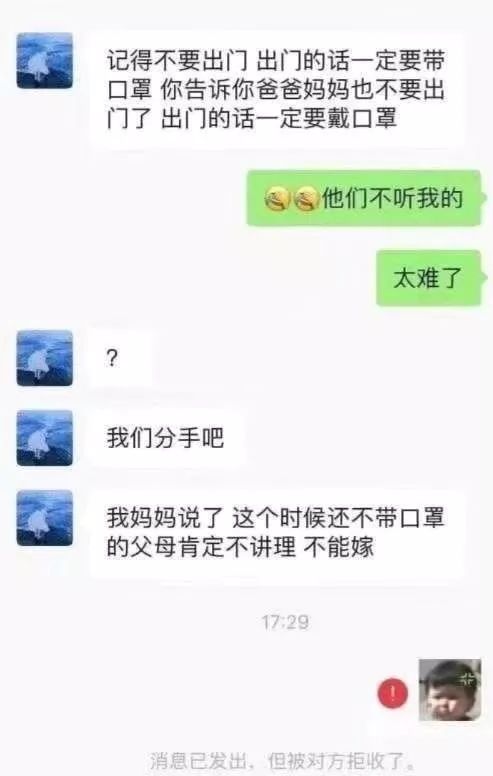 记得不要出门 出门的话一定要带
口罩 你告诉你爸爸妈妈也不要出
门了 出门的话一定要戴口罩
他们不听我的
太难了
？
我们分手吧
我妈妈说了 这个时候还不带口罩
的父母肯定不讲理 不能嫁
17:29
!
消息已发出，但被对方拒收了。